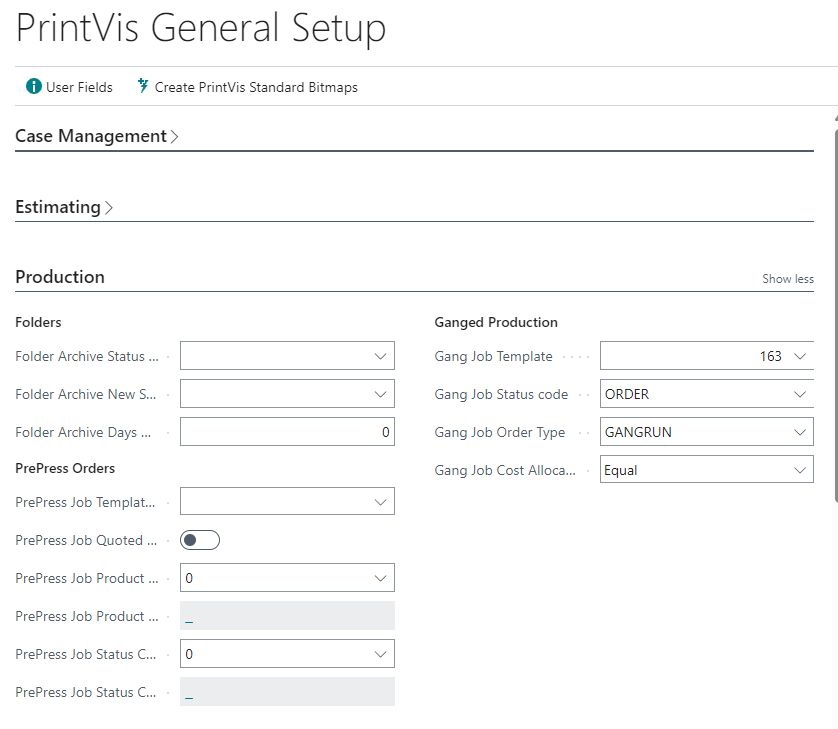 PrintVis General Setup
User Fields
Create PrintVis Standard Bitmaps
Case Management
Estimating
Production
Show less
Folders
Folder Archive Status ...
Folder Archive New S...
Folder Archive Days ...
0
PrePress Orders
PrePress Job Templat...
PrePress Job Quoted ...
PrePress Job Product ...
0
PrePress Job Product ...
_
PrePress Job Status C...
0
PrePress Job Status C...
_
Ganged Production
Gang Job Template
163
Gang Job Status code
ORDER
Gang Job Order Type
GANGRUN
Gang Job Cost Alloca...
Equal